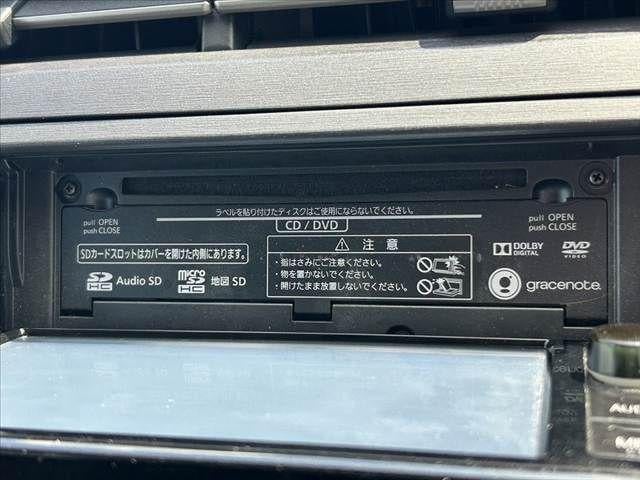 ラベルを貼り付けたディスクはご使用にならないでください。
CD / DVD
pull OPEN
push CLOSE
pull OPEN
push CLOSE
SDカードスロットはカバーを開けた内側にあります。
注 意
・指はさみにご注意ください。
・物を置かないでください。
・開けたまま放置しないでください。
DOLBY
DIGITAL
DVD
VIDEO
SD
HC
Audio SD
micro
SD
HC
地図 SD
gracenote.